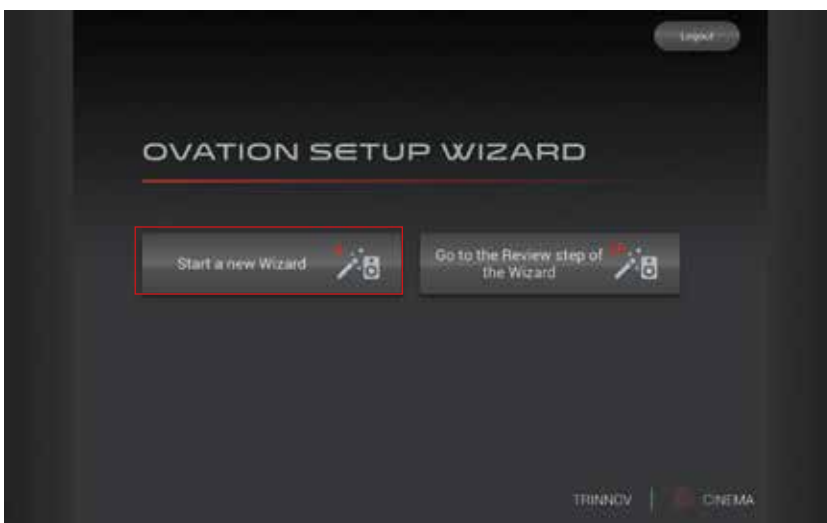 Logout
OVATION SETUP WIZARD
Start a new Wizard
Go to the Review step of
the Wizard
TRINNOV
CINEMA